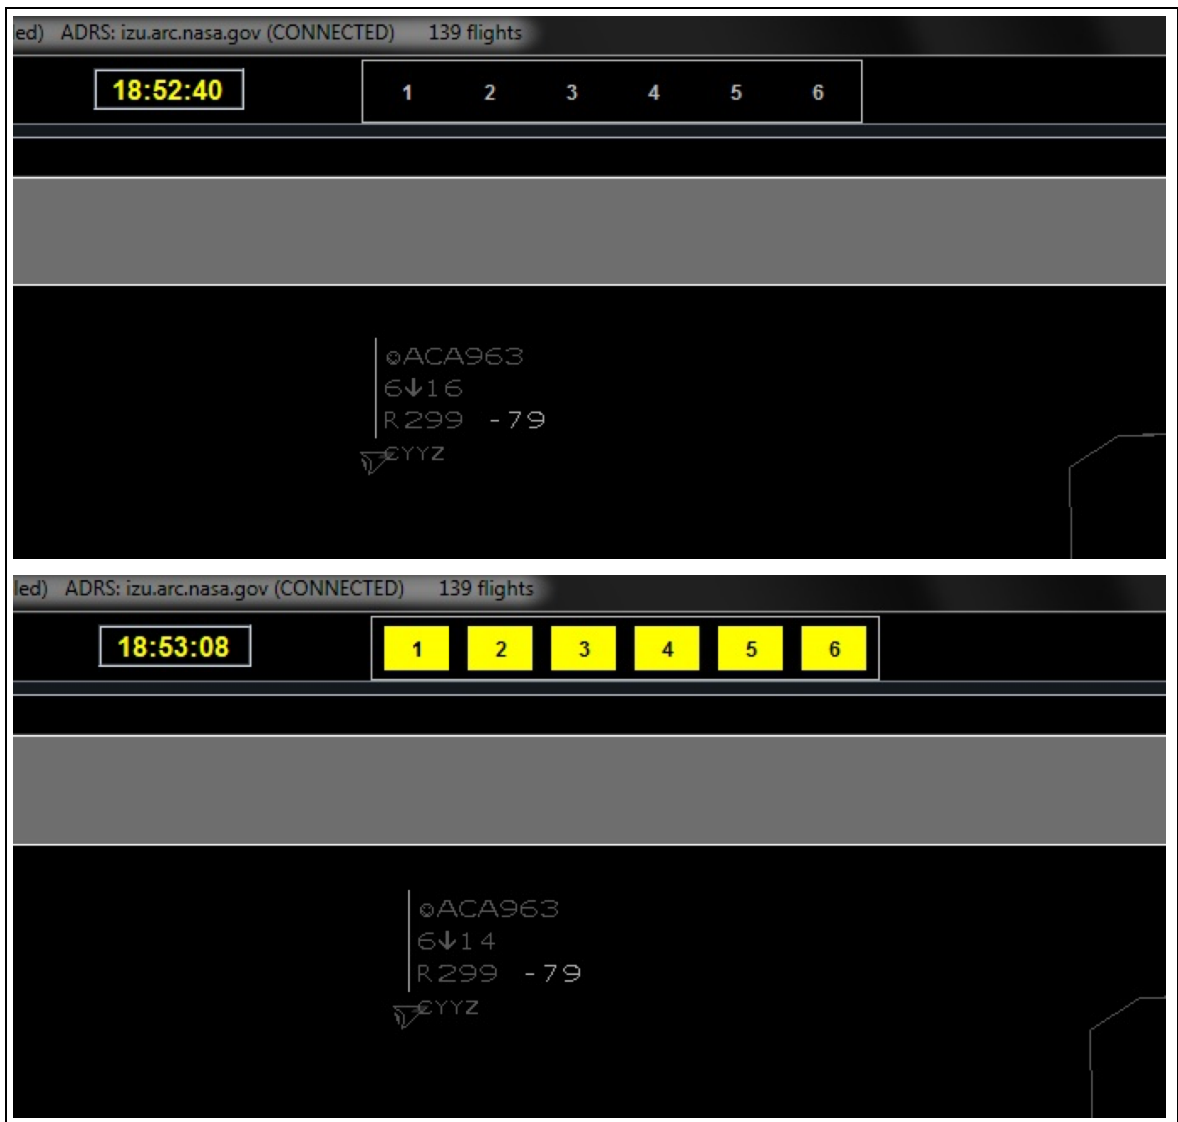 ed) ADRS: izu.arc.nasa.gov (CONNECTED) 139 flights
18:52:40 1 2 3 4 5 6
ACA963
6↓16
R299 -79
CYYZ
led) ADRS: izu.arc.nasa.gov (CONNECTED) 139 flights
18:53:08 1 2 3 4 5 6
ACA963
6↓14
R299 -79
CYYZ